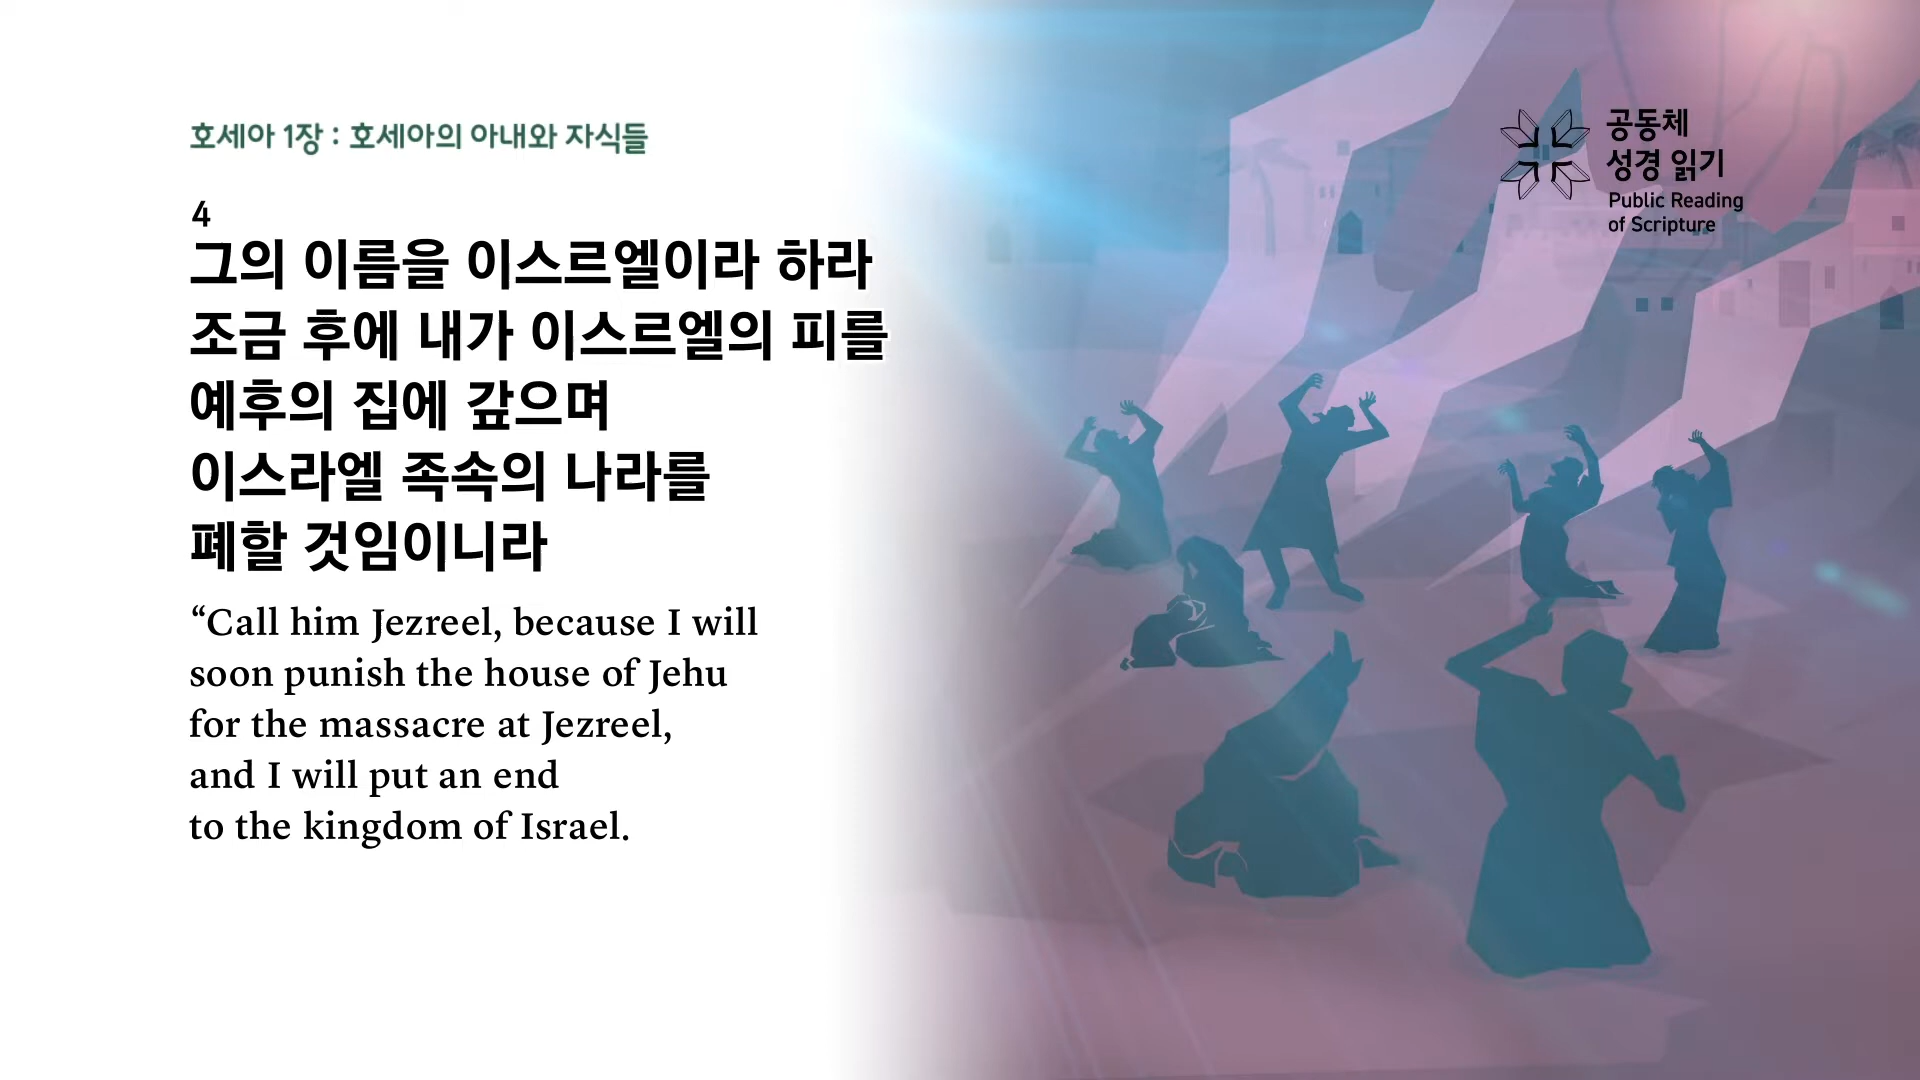 호세아 1장 : 호세아의 아내와 자식들
4
그의 이름을 이스르엘이라 하라
조금 후에 내가 이스르엘의 피를
예후의 집에 갚으며
이스라엘 족속의 나라를
폐할 것임이니라
“Call him Jezreel, because I will
soon punish the house of Jehu
for the massacre at Jezreel,
and I will put an end
to the kingdom of Israel.
공동체
성경 읽기
Public Reading
of Scripture